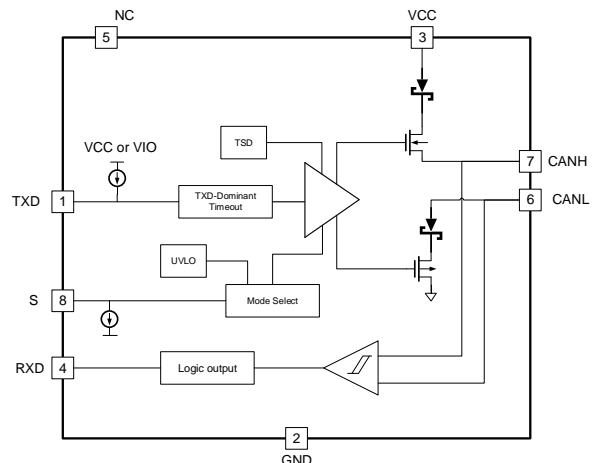 NC
5
VCC
3
TSD
VCC or VIO
TXD
1
TXD-Dominant
Timeout
7
CANH
6
CANL
UVLO
S
8
Mode Select
RXD
4
Logic output
2
GND